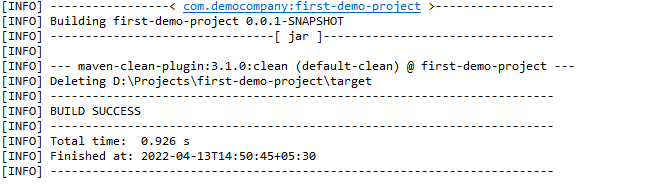 [INFO] -----------------< com.democompany:first-demo-project >-----------------
[INFO] Building first-demo-project 0.0.1-SNAPSHOT
[INFO] --------------------------------[ jar ]---------------------------------
[INFO]
[INFO] --- maven-clean-plugin:3.1.0:clean (default-clean) @ first-demo-project ---
[INFO] Deleting D:\Projects\first-demo-project\target
[INFO] ------------------------------------------------------------------------
[INFO] BUILD SUCCESS
[INFO] ------------------------------------------------------------------------
[INFO] Total time:  0.926 s
[INFO] Finished at: 2022-04-13T14:50:45+05:30
[INFO] ------------------------------------------------------------------------